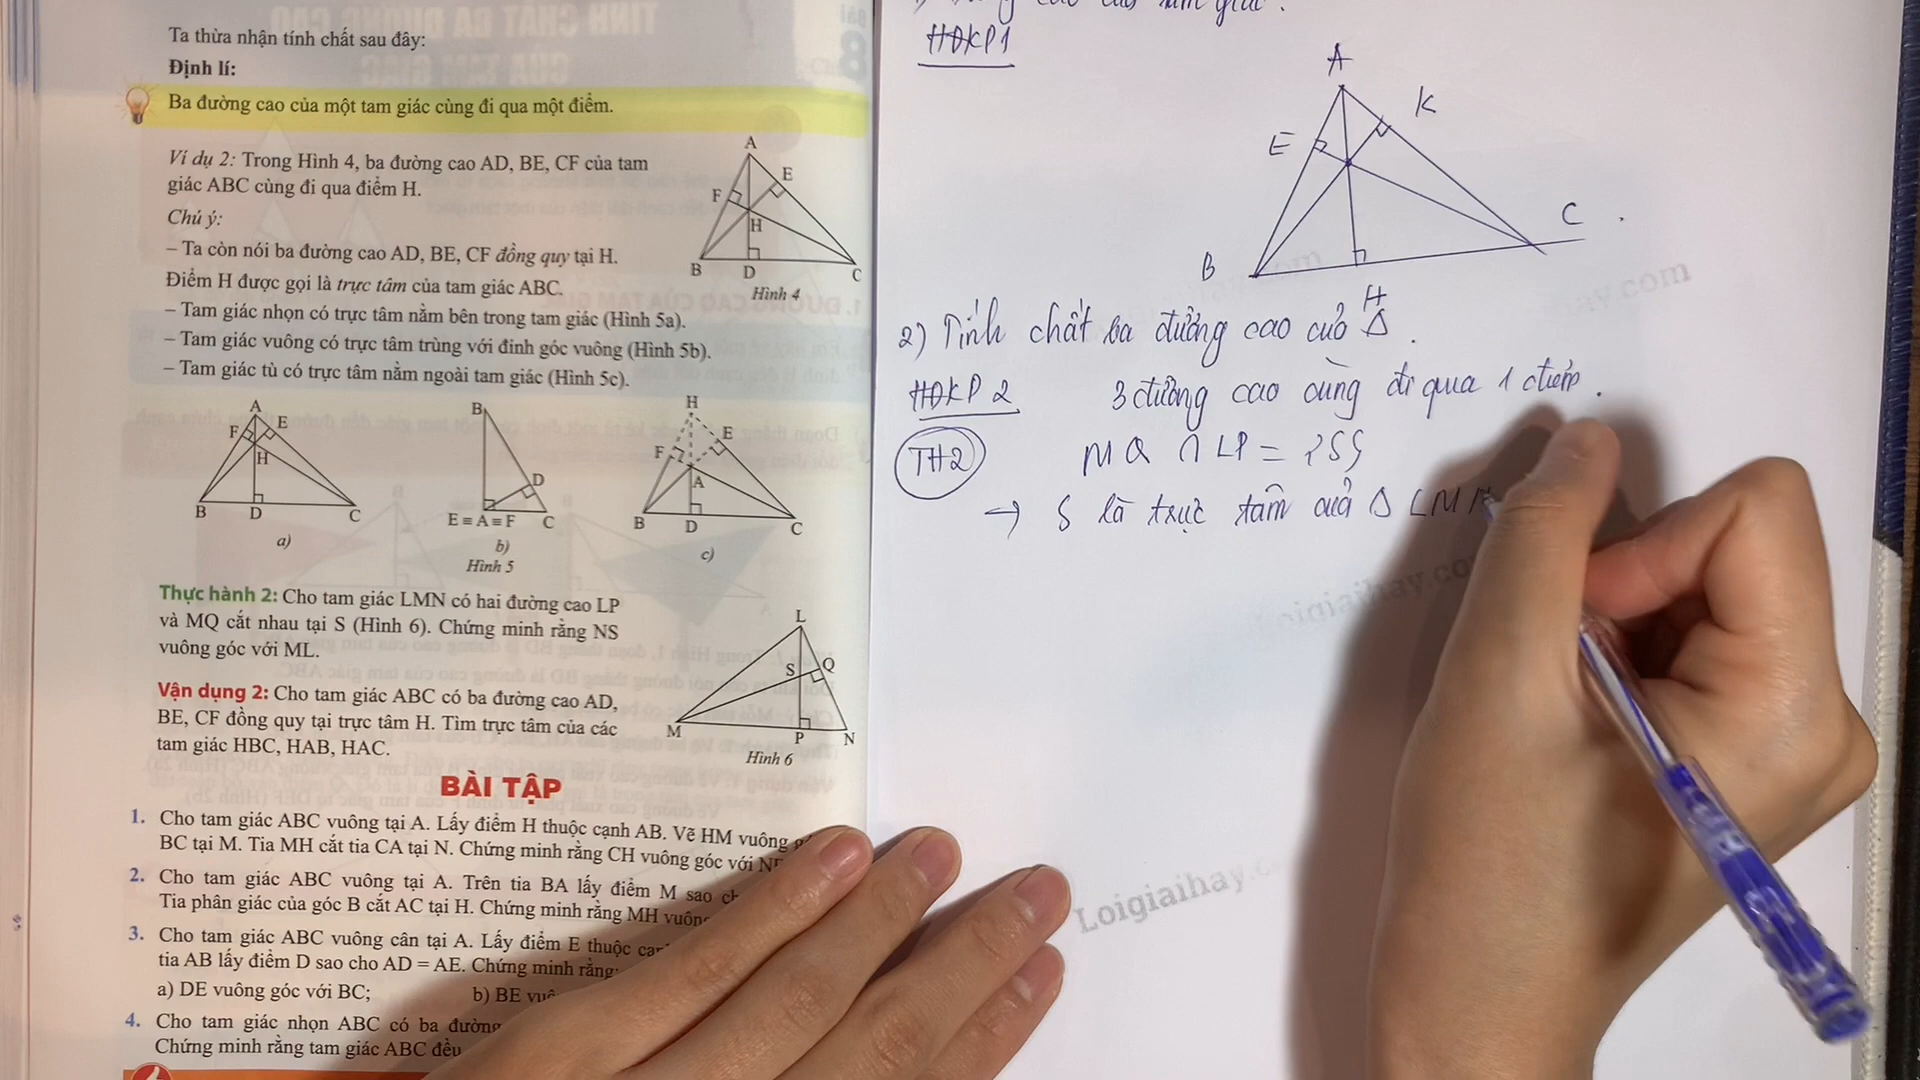 Ta thừa nhận tính chất sau đây:
Định lí:
Ba đường cao của một tam giác cùng đi qua một điểm.
Ví dụ 2: Trong Hình 4, ba đường cao AD, BE, CF của tam
giác ABC cùng đi qua điểm H.
Chú ý:
– Ta còn nói ba đường cao AD, BE, CF đồng quy tại H.
Điểm H được gọi là trực tâm của tam giác ABC.
– Tam giác nhọn có trực tâm nằm bên trong tam giác (Hình 5a).
– Tam giác vuông có trực tâm trùng với đỉnh góc vuông (Hình 5b).
– Tam giác tù có trực tâm nằm ngoài tam giác (Hình 5c).
A
E
F
H
B
D
C
Hình 4
A
F
E
H
B
D
C
a)
B
D
E≡A≡F
C
b)
Hình 5
H
E
F
A
B
D
C
c)
Thực hành 2: Cho tam giác LMN có hai đường cao LP
và MQ cắt nhau tại S (Hình 6). Chứng minh rằng NS
vuông góc với ML.
Vận dụng 2: Cho tam giác ABC có ba đường cao AD,
BE, CF đồng quy tại trực tâm H. Tìm trực tâm của các
tam giác HBC, HAB, HAC.
L
S
Q
M
P
N
Hình 6
BÀI TẬP
1. Cho tam giác ABC vuông tại A. Lấy điểm H thuộc cạnh AB. Vẽ HM vuông
BC tại M. Tia MH cắt tia CA tại N. Chứng minh rằng CH vuông góc với
2. Cho tam giác ABC vuông tại A. Trên tia BA lấy điểm M sao
Tia phân giác của góc B cắt AC tại H. Chứng minh rằng MH
3. Cho tam giác ABC vuông cân tại A. Lấy điểm E thuộc
tia AB lấy điểm D sao cho AD = AE. Chứng minh rằng:
a) DE vuông góc với BC;
b) BE
4. Cho tam giác nhọn ABC có ba đường
Chứng minh rằng tam giác ABC đều
HĐKP1
A
K
E
C
B
H
2) Tính chất ba đường cao của Δ.
HĐKP 2 3 đường cao cùng đi qua 1 điểm.
TH2 MQ ∩ LP = {S}
→ S là trực tâm của Δ LM
Loigiaihay.c